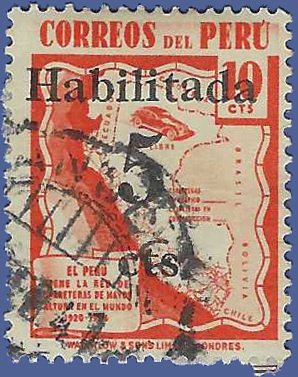 CORREOS DEL PERÚ
Habilitada
10
CTS
ECUADOR
BRASIL
5
cts.
BOLIVIA
EL PERU
TIENE LA RED DE
CARRETERAS DE MAYOR
ALTURA EN EL MUNDO
CHILE
WATERLOW & SONS LIMITED, LONDRES.